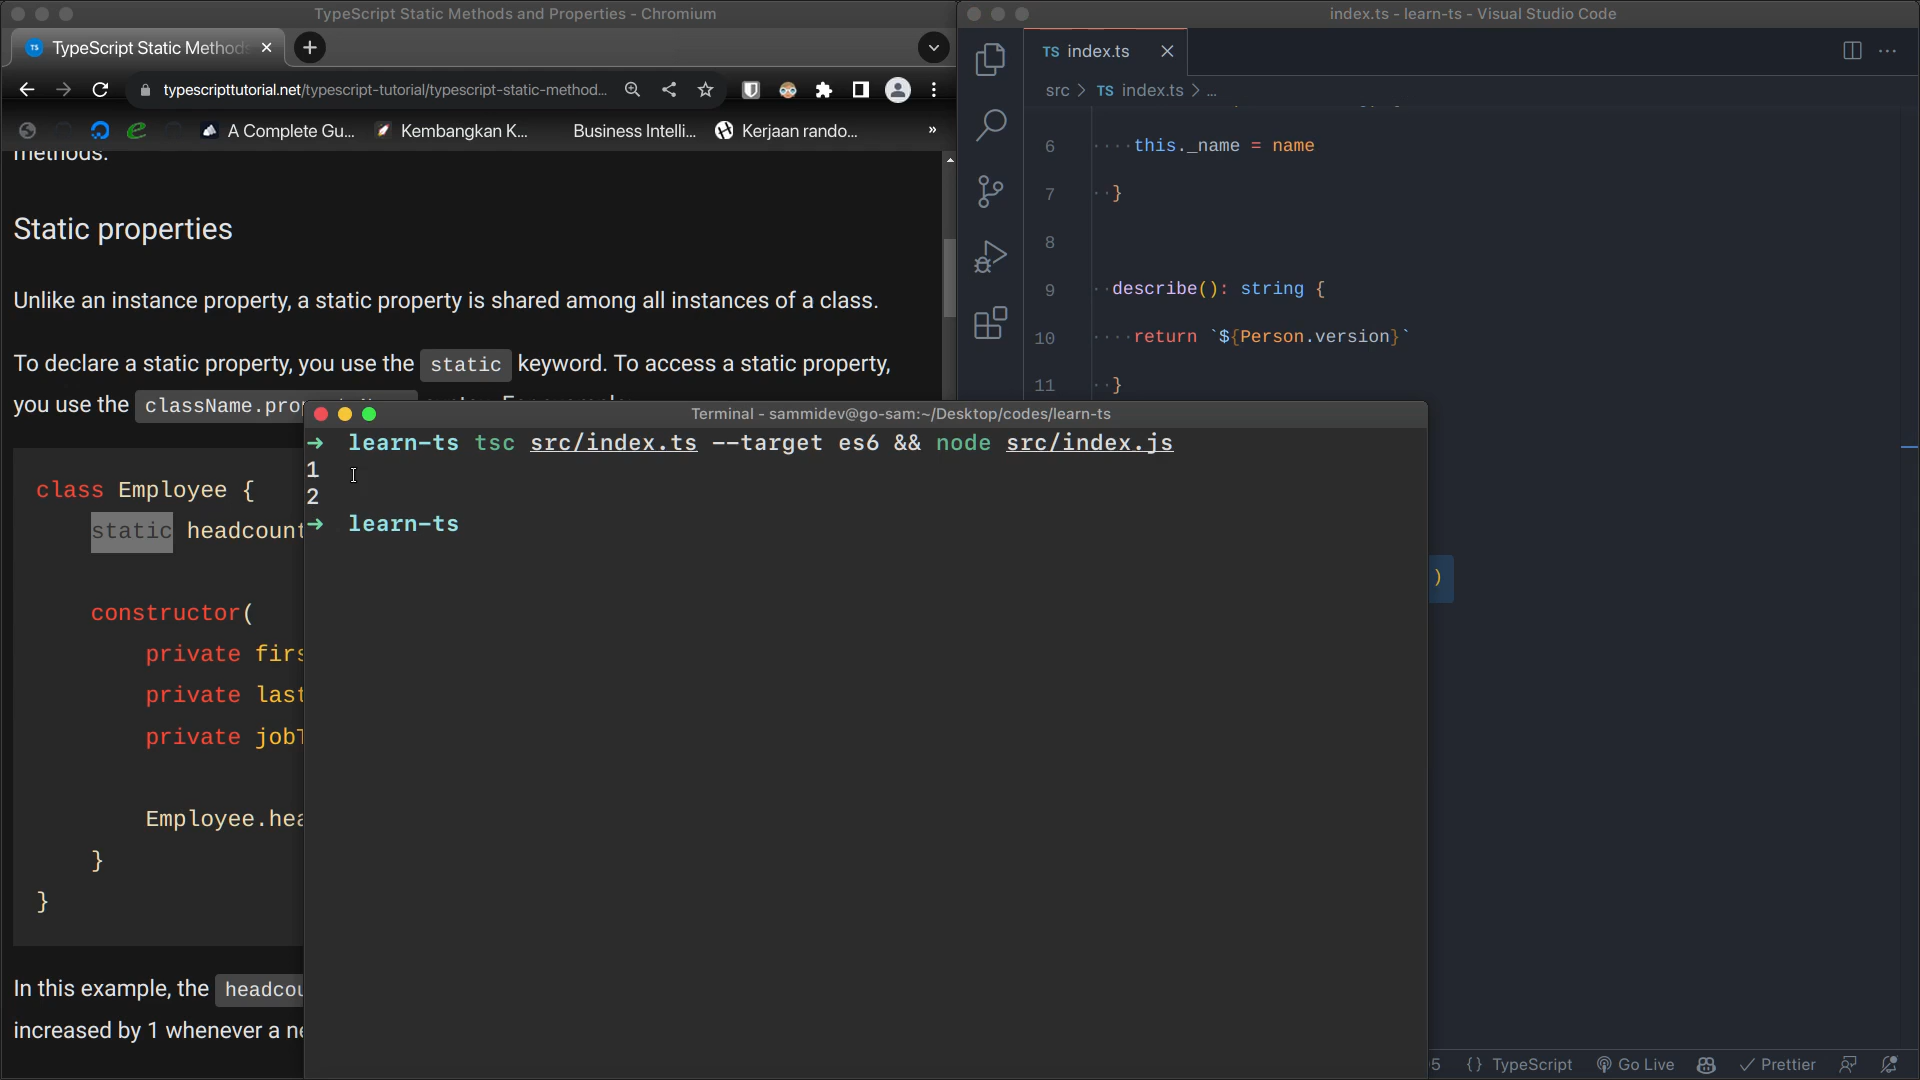 TypeScript Static Methods and Properties - Chromium
TypeScript Static Method
typescripttutorial.net/typescript-tutorial/typescript-static-method...
A Complete Gu...
Kembangkan K...
Business Intelli...
Kerjaan rando...
»
methods.
Static properties
Unlike an instance property, a static property is shared among all instances of a class.
To declare a static property, you use the static keyword. To access a static property,
you use the className.pro
class Employee {
static headcount
constructor(
private firs
private last
private jobT
Employee.hea
}
}
In this example, the headcou
increased by 1 whenever a ne
Terminal - sammidev@go-sam:~/Desktop/codes/learn-ts
→ learn-ts tsc src/index.ts --target es6 && node src/index.js
1
2
→ learn-ts
index.ts - learn-ts - Visual Studio Code
TS index.ts
src > TS index.ts > ...
6 ····this._name = name
7 ··}
8
9 ··describe(): string {
10 ····return `${Person.version}`
11 ··}
)
5 {} TypeScript Go Live Prettier